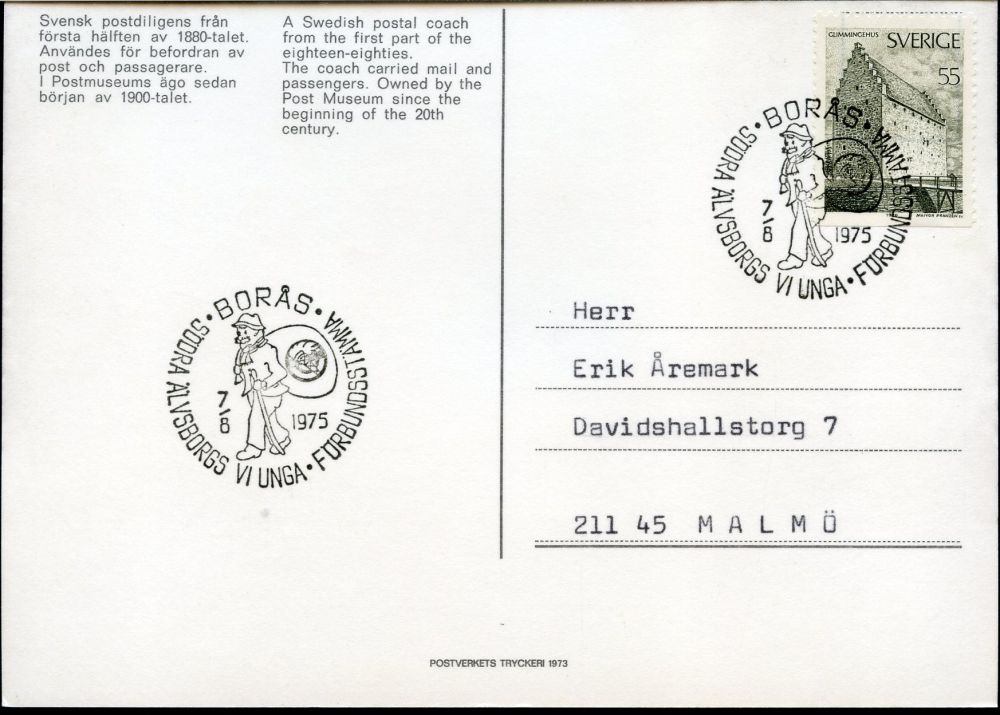 Svensk postdiligens från
första hälften av 1880-talet.
Användes för befordran av
post och passagerare.
I Postmuseums ägo sedan
början av 1900-talet.
A Swedish postal coach
from the first part of the
eighteen-eighties.
The coach carried mail and
passengers. Owned by the
Post Museum since the
beginning of the 20th
century.
GLIMMINGEHUS
SVERIGE
55
MAJVOR FRANZÉN
• BORÅS •
SÖDRA ÄLVSBORGS VI UNGA • FÖRBUNDSSTÄMMA
7/8 1975
• BORÅS •
SÖDRA ÄLVSBORGS VI UNGA • FÖRBUNDSSTÄMMA
7/8 1975
Herr
Erik Åremark
Davidshallstorg 7
211 45 M A L M Ö
POSTVERKETS TRYCKERI 1973